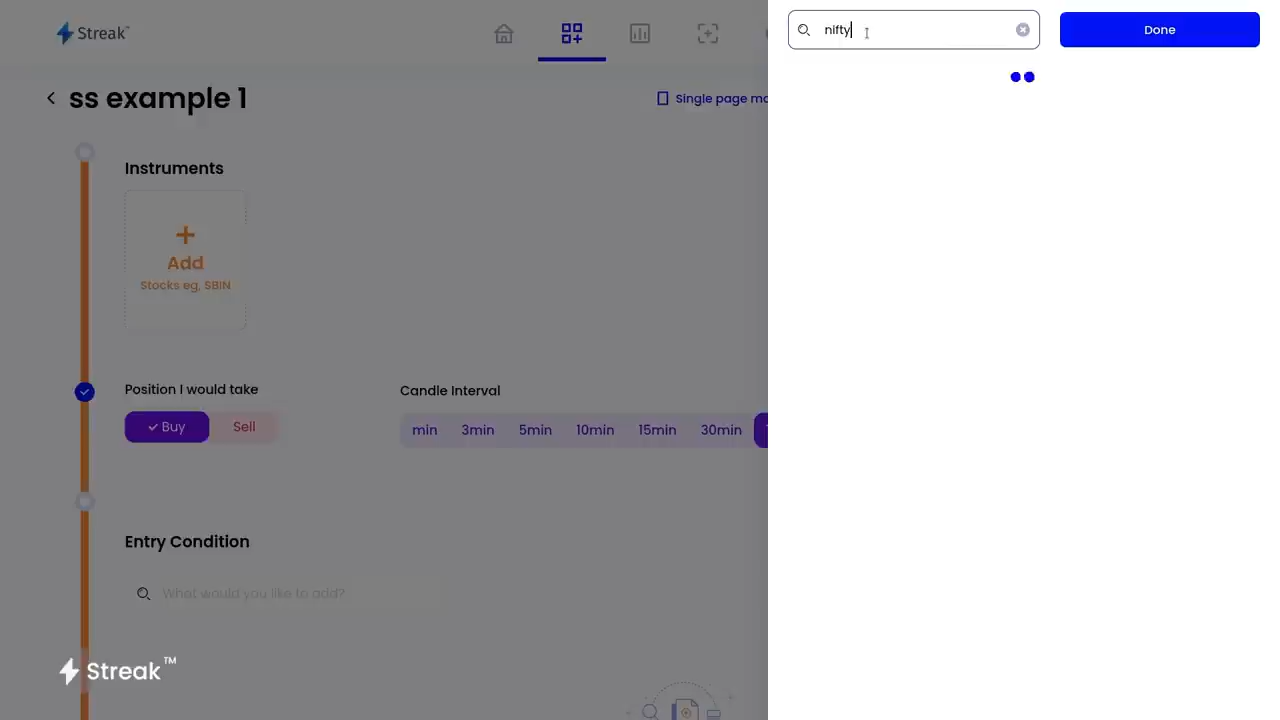 Streak™
nifty
Done
ss example 1
Single page mo
Instruments
+
Add
Stocks eg, SBIN
Position I would take
Candle Interval
Buy Sell
min 3min 5min 10min 15min 30min
Entry Condition
What would you like to add?
Streak™